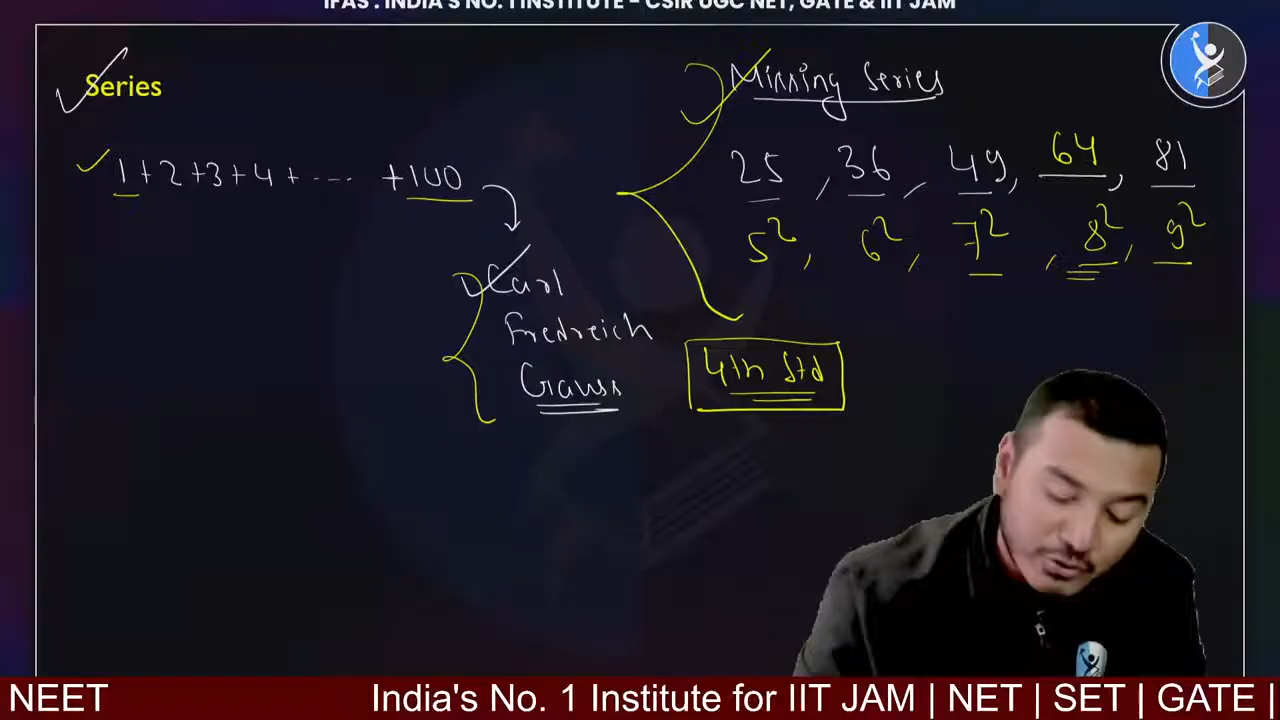 IFAS : INDIA'S NO. 1 INSTITUTE - CSIR UGC NET, GATE & IIT JAM
Series
1+2+3+4+ .... +100
Carl
Fredreich
Gauss
Missing Series
25, 36, 49, 64, 81
5², 6², 7², 8², 9²
4th Std
NEET India's No. 1 Institute for IIT JAM | NET | SET | GATE |